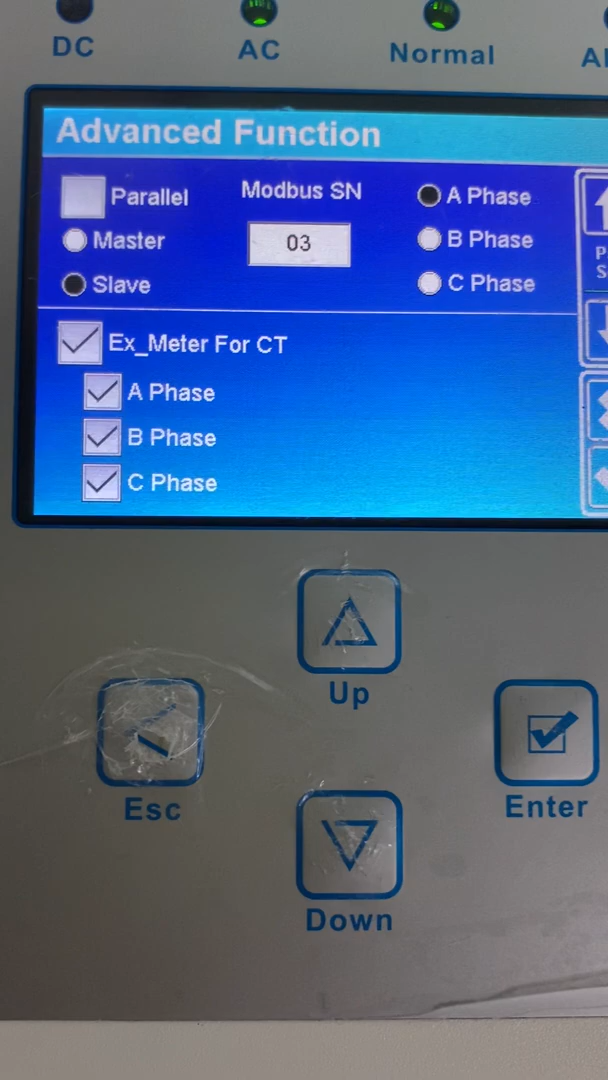 DC
AC
Normal
Advanced Function
Parallel
Modbus SN
A Phase
Master
03
B Phase
Slave
C Phase
Ex_Meter For CT
A Phase
B Phase
C Phase
Up
Esc
Enter
Down